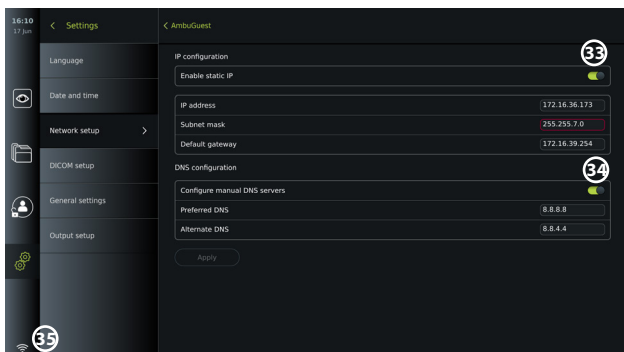 16:10
17 Jun
Settings
AmbuGuest
Language
Date and time
Network setup
DICOM setup
General settings
Output setup
IP configuration
33
Enable static IP
IP address 172.16.36.173
Subnet mask 255.255.7.0
Default gateway 172.16.39.254
DNS configuration
34
Configure manual DNS servers
Preferred DNS 8.8.8.8
Alternate DNS 8.8.4.4
Apply
35